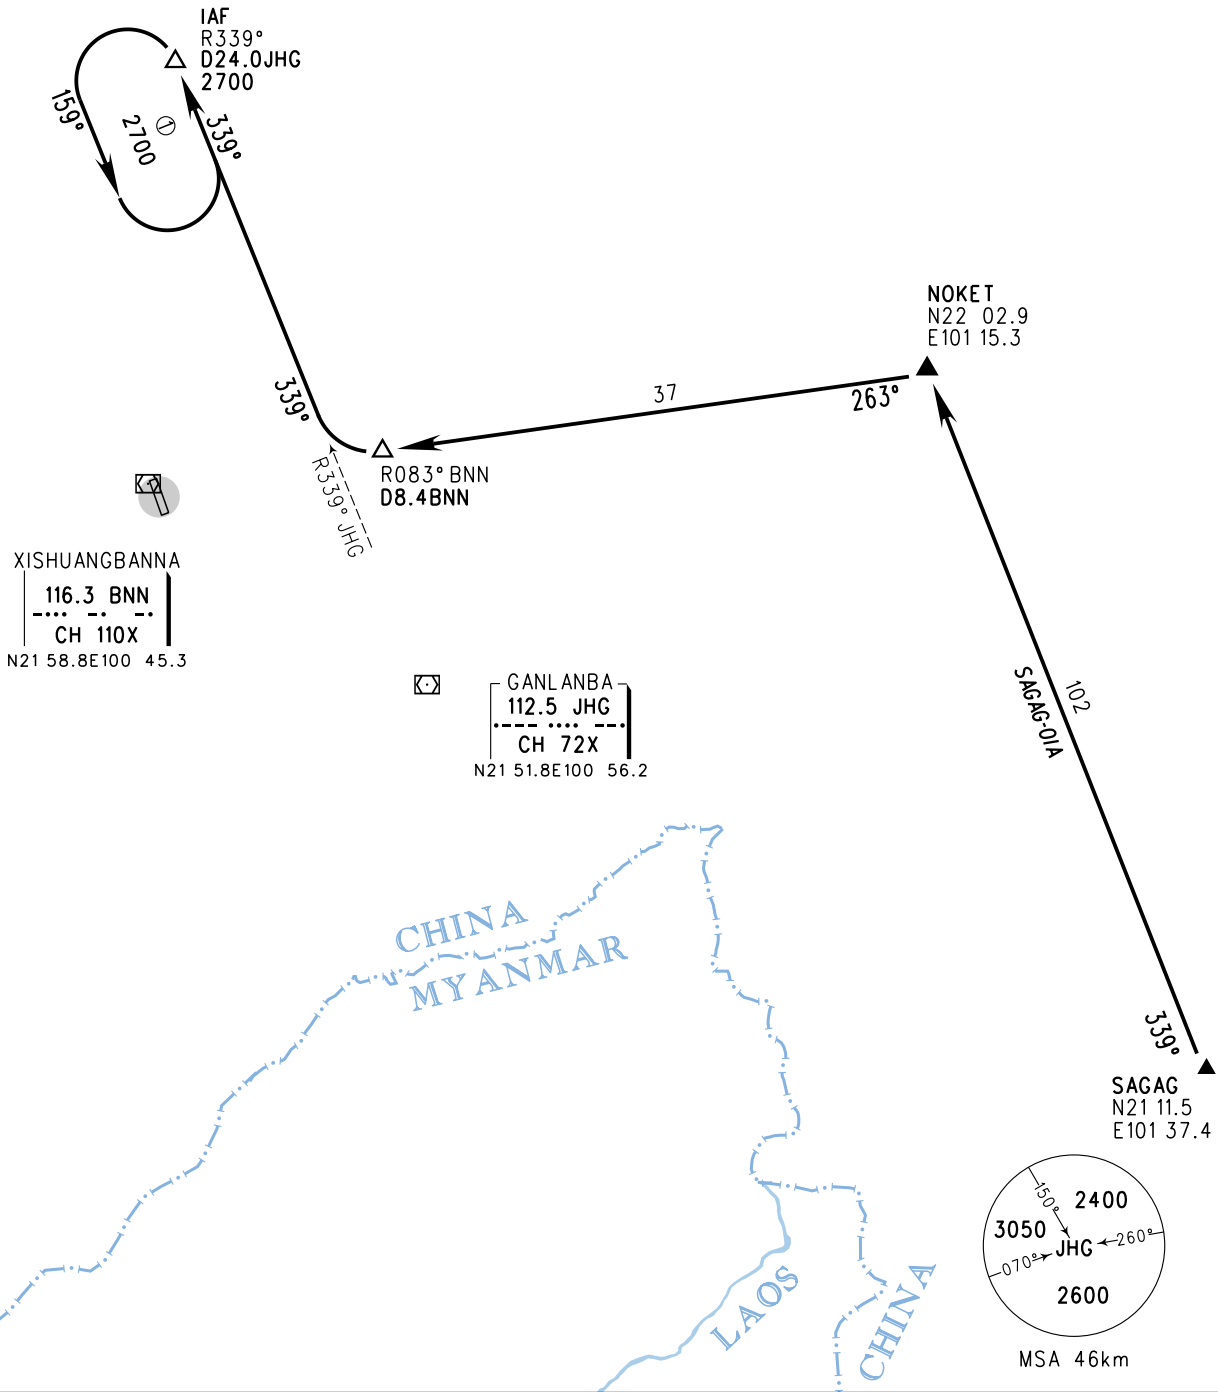 IAF
R339°
D24.0JHG
2700
159°
2700
1
339°
NOKET
N22 02.9
E101 15.3
37
263°
339°
R083° BNN
D8.4BNN
R339° JHG
XISHUANGBANNA
116.3 BNN
CH 110X
N21 58.8E100 45.3
GANLANBA
112.5 JHG
CH 72X
N21 51.8E100 56.2
102
SAGAG-01A
CHINA
MYANMAR
339°
SAGAG
N21 11.5
E101 37.4
150°
2400
3050
JHG
260°
070°
2600
LAOS
CHINA
MSA 46km